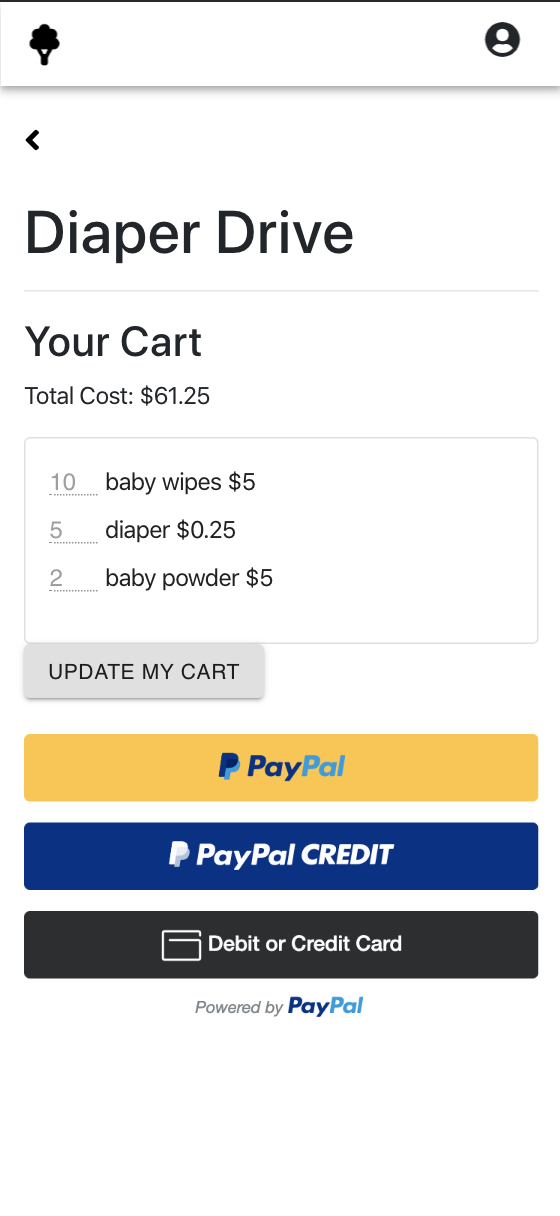 Diaper Drive
Your Cart
Total Cost: $61.25
10 baby wipes $5
5 diaper $0.25
2 baby powder $5
UPDATE MY CART
PayPal
PayPal CREDIT
Debit or Credit Card
Powered by PayPal